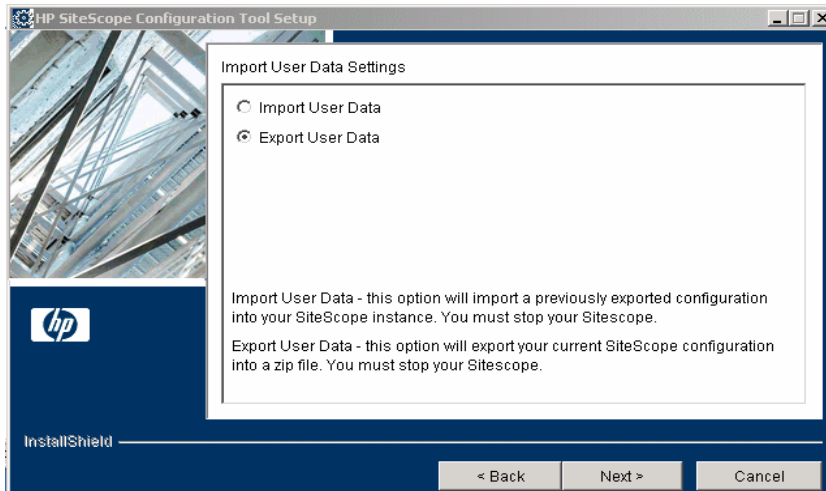 HP SiteScope Configuration Tool Setup
Import User Data Settings
Import User Data
Export User Data
Import User Data - this option will import a previously exported configuration
into your SiteScope instance. You must stop your Sitescope.
Export User Data - this option will export your current SiteScope configuration
into a zip file. You must stop your Sitescope.
hp
InstallShield
< Back
Next >
Cancel